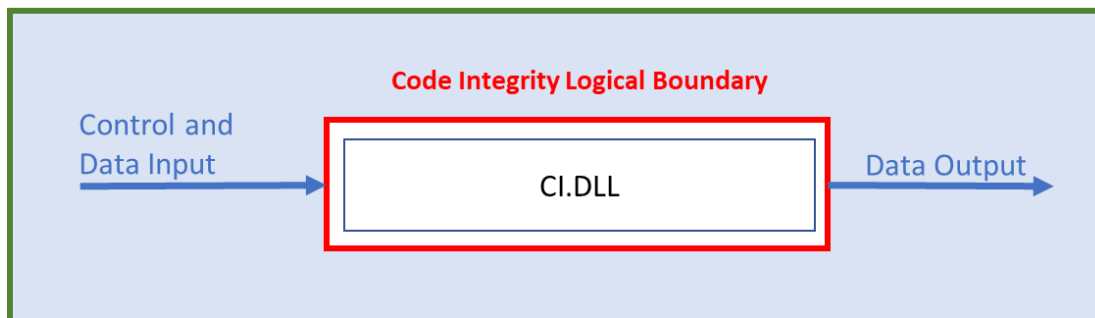 Code Integrity Logical Boundary
Control and
Data Input
CI.DLL
Data Output